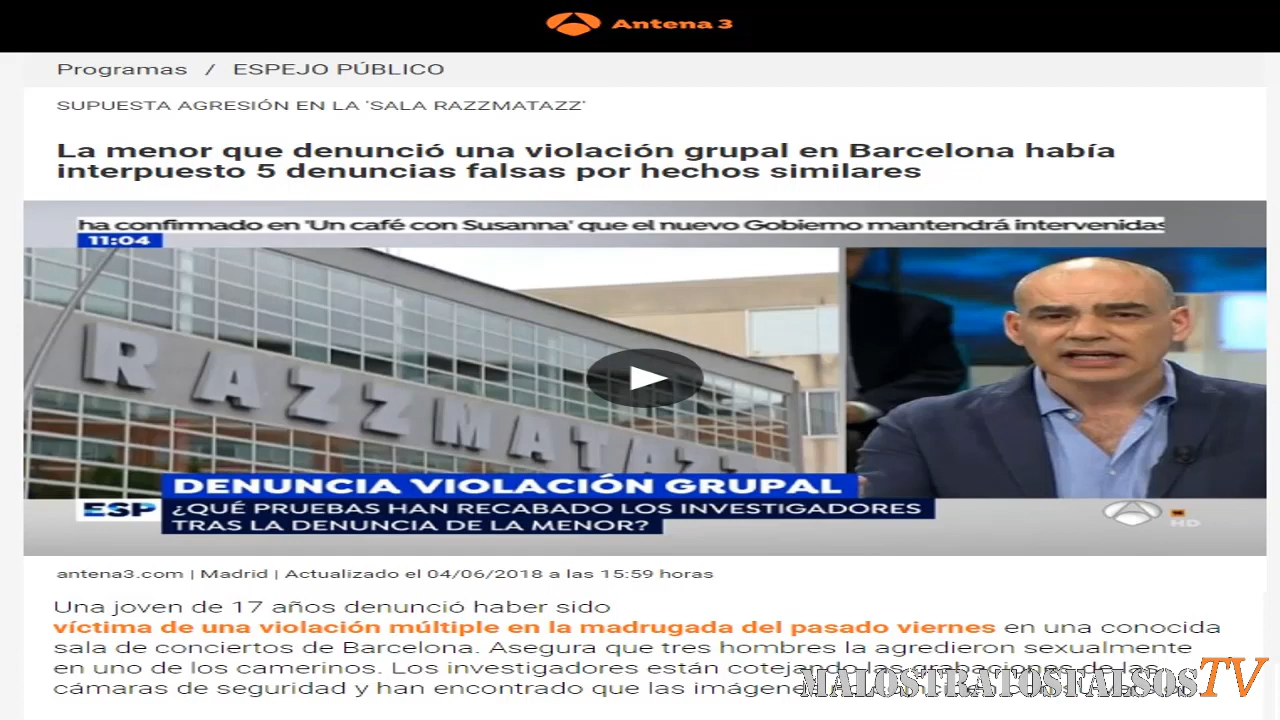 Antena 3
Programas / ESPEJO PÚBLICO
SUPUESTA AGRESIÓN EN LA 'SALA RAZZMATAZZ'
La menor que denunció una violación grupal en Barcelona había
interpuesto 5 denuncias falsas por hechos similares
ha confirmado en 'Un café con Susanna' que el nuevo Gobierno mantendrá intervenidas
11:04
RAZZMATAZZ
DENUNCIA VIOLACIÓN GRUPAL
ESP ¿QUÉ PRUEBAS HAN RECABADO LOS INVESTIGADORES
TRAS LA DENUNCIA DE LA MENOR?
HD
antena3.com | Madrid | Actualizado el 04/06/2018 a las 15:59 horas
Una joven de 17 años denunció haber sido
víctima de una violación múltiple en la madrugada del pasado viernes en una conocida
sala de conciertos de Barcelona. Asegura que tres hombres la agredieron sexualmente
en uno de los camerinos. Los investigadores están cotejando las grabaciones de las
cámaras de seguridad y han encontrado que las imágenes
MALOSTRATOSFALSOSTV